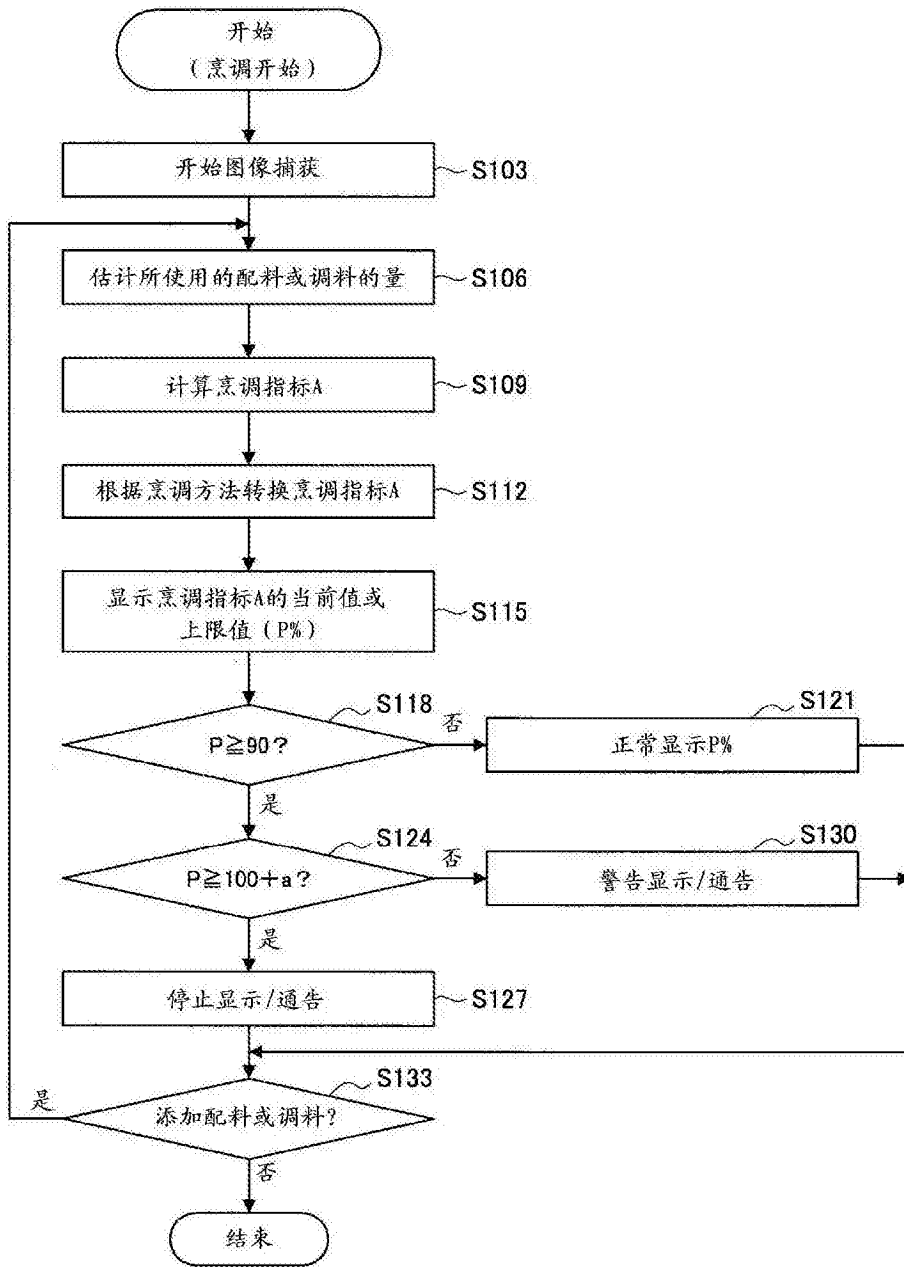 开始
（烹调开始）
开始图像捕获
S103
估计所使用的配料或调料的量
S106
计算烹调指标A
S109
根据烹调方法转换烹调指标A
S112
显示烹调指标A的当前值或
上限值（P%）
S115
S118
P≧90？
否
S121
正常显示P%
是
S124
P≧100+a？
否
S130
警告显示/通告
是
停止显示/通告
S127
S133
是
添加配料或调料？
否
结束